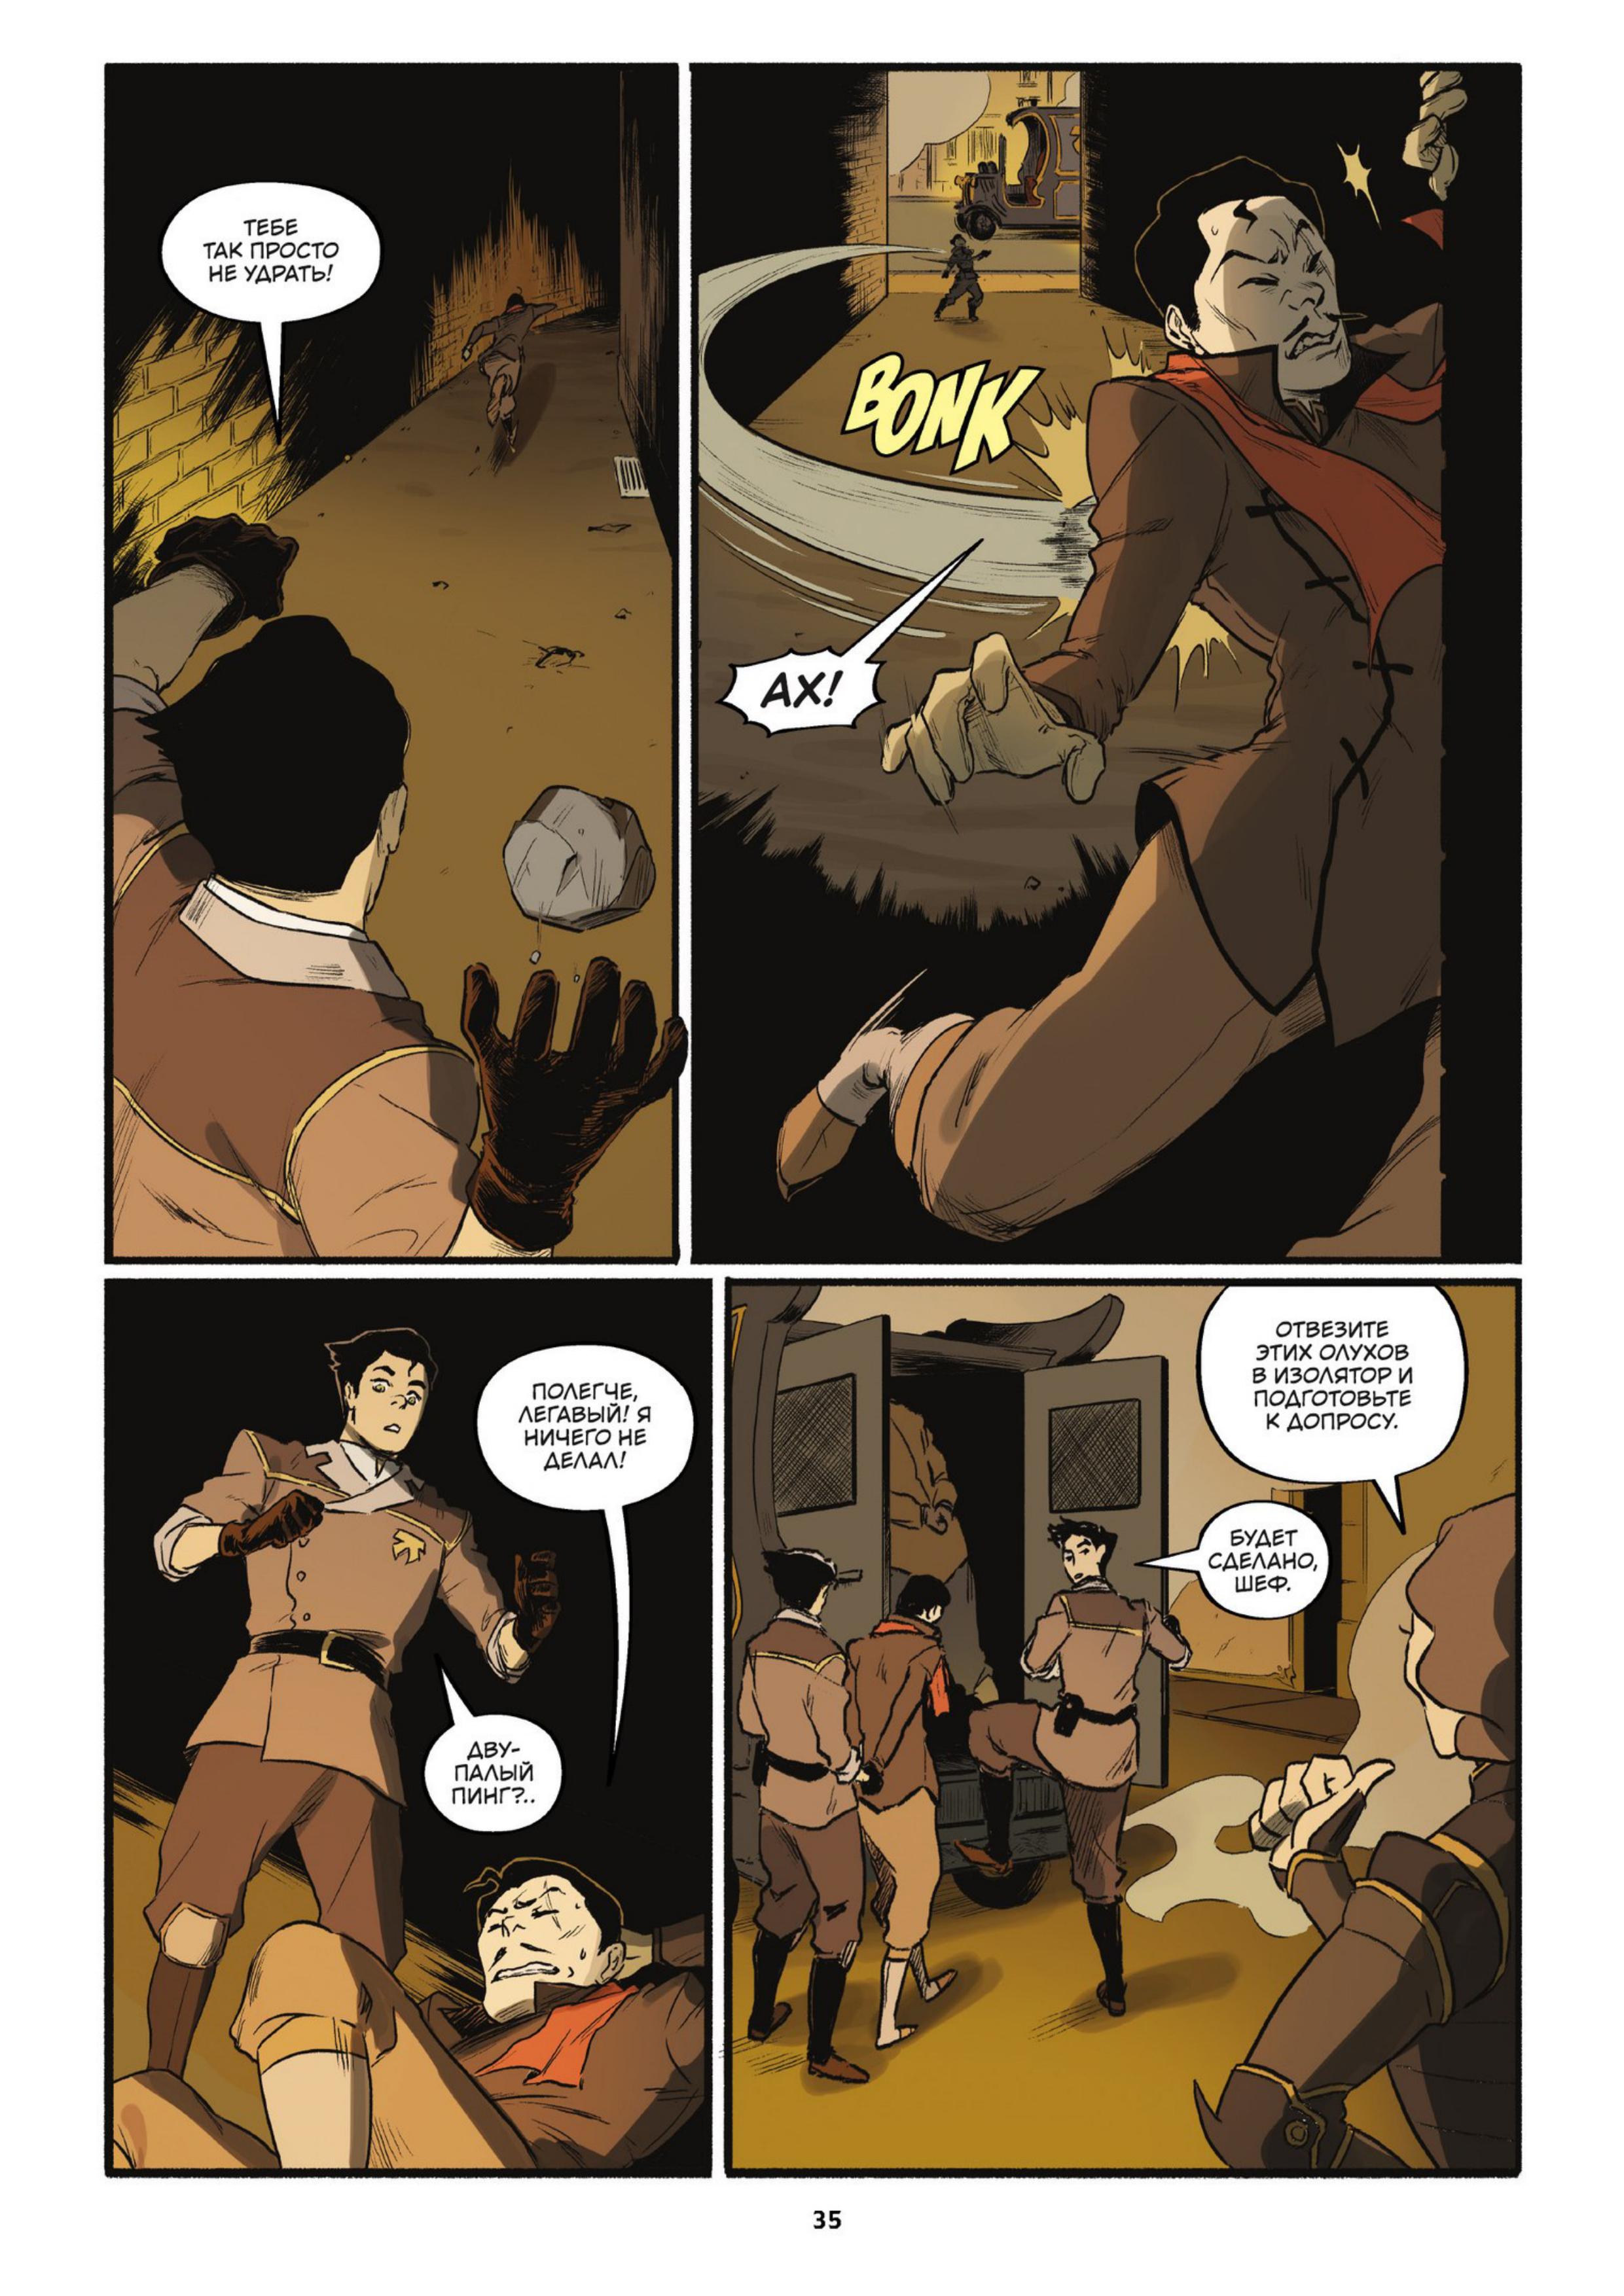 ТЕБЕ
ТАК ПРОСТО
НЕ УДРАТЬ!
BONK
АХ!
ПОЛЕГЧЕ,
ЛЕГАВЫЙ! Я
НИЧЕГО НЕ
ДЕЛАЛ!
ДВУ-
ПАЛЫЙ
ПИНГ?..
ОТВЕЗИТЕ
ЭТИХ ОЛУХОВ
В ИЗОЛЯТОР И
ПОДГОТОВЬТЕ
К ДОПРОСУ.
БУДЕТ
СДЕЛАНО,
ШЕФ.
35